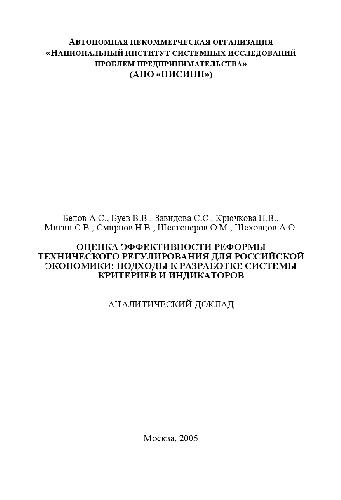 АВТОНОМНАЯ НЕКОММЕРЧЕСКАЯ ОРГАНИЗАЦИЯ
«НАЦИОНАЛЬНЫЙ ИНСТИТУТ СИСТЕМНЫХ ИССЛЕДОВАНИЙ
ПРОБЛЕМ ПРЕДПРИНИМАТЕЛЬСТВА»
(АНО «НИСИПП»)
Белов А.С., Буев В.В., Завидова С.С., Крючкова П.В.,
Мигин С.В., Смирнов Н.В., Шестоперов О.М., Шаховцов А.О.
ОЦЕНКА ЭФФЕКТИВНОСТИ РЕФОРМЫ
ТЕХНИЧЕСКОГО РЕГУЛИРОВАНИЯ ДЛЯ РОССИЙСКОЙ
ЭКОНОМИКИ: ПОДХОДЫ К РАЗРАБОТКЕ СИСТЕМЫ
КРИТЕРИЕВ И ИНДИКАТОРОВ
АНАЛИТИЧЕСКИЙ ДОКЛАД
Москва, 2005